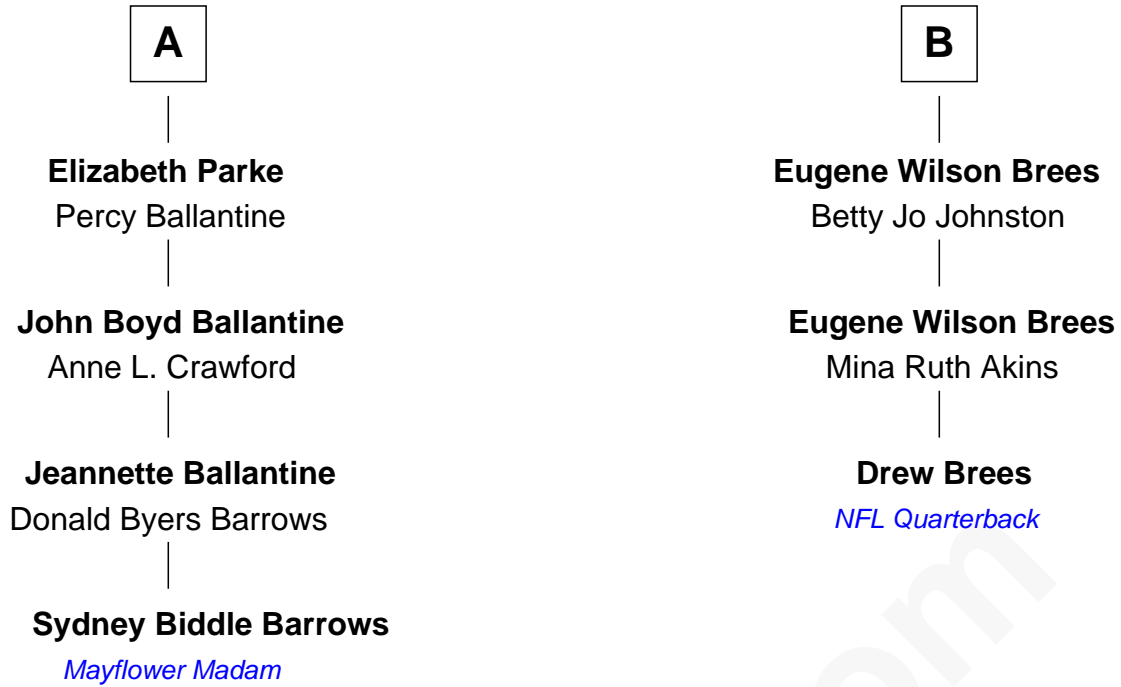 A
Elizabeth Parke
Percy Ballantine
John Boyd Ballantine
Anne L. Crawford
Jeannette Ballantine
Donald Byers Barrows
Sydney Biddle Barrows
Mayflower Madam
B
Eugene Wilson Brees
Betty Jo Johnston
Eugene Wilson Brees
Mina Ruth Akins
Drew Brees
NFL Quarterback
om